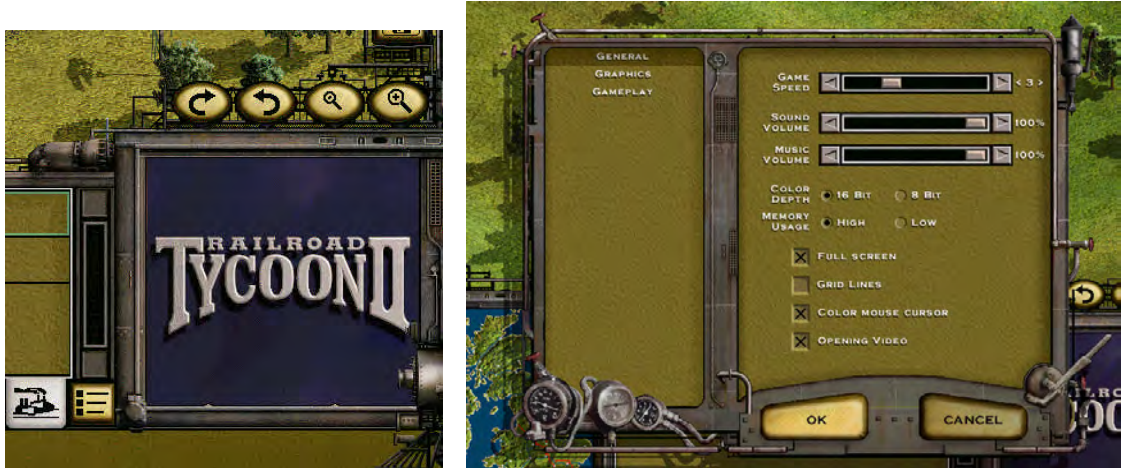 RAILROAD
TYCOON II
GENERAL
GRAPHICS
GAMEPLAY
GAME SPEED < 3 >
SOUND VOLUME 100%
MUSIC VOLUME 100%
COLOR DEPTH 16 BIT 8 BIT
MEMORY USAGE HIGH LOW
FULL SCREEN
GRID LINES
COLOR MOUSE CURSOR
OPENING VIDEO
OK CANCEL